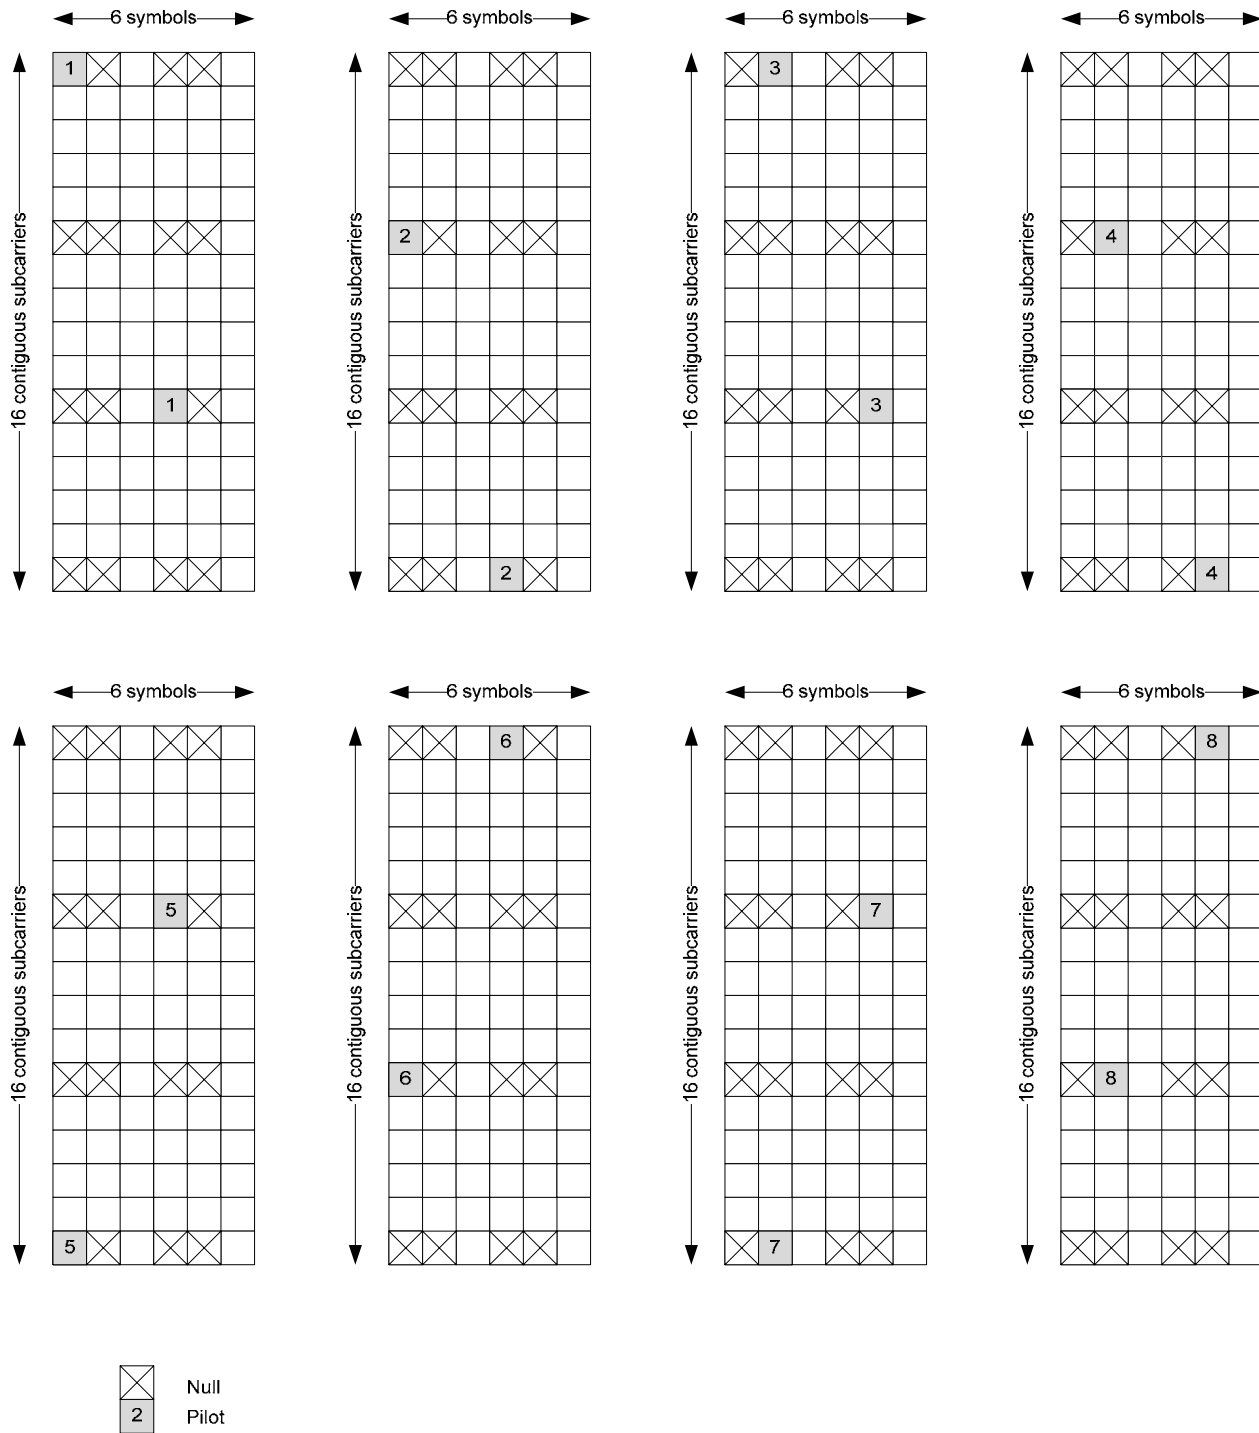 6 symbols 6 symbols 6 symbols 6 symbols
16 contiguous subcarriers 16 contiguous subcarriers 16 contiguous subcarriers 16 contiguous subcarriers
1 3
2 4
1 3
2 4
6 symbols 6 symbols 6 symbols 6 symbols
16 contiguous subcarriers 16 contiguous subcarriers 16 contiguous subcarriers 16 contiguous subcarriers
6 8
5 7
6 8
5 7
Null
2 Pilot